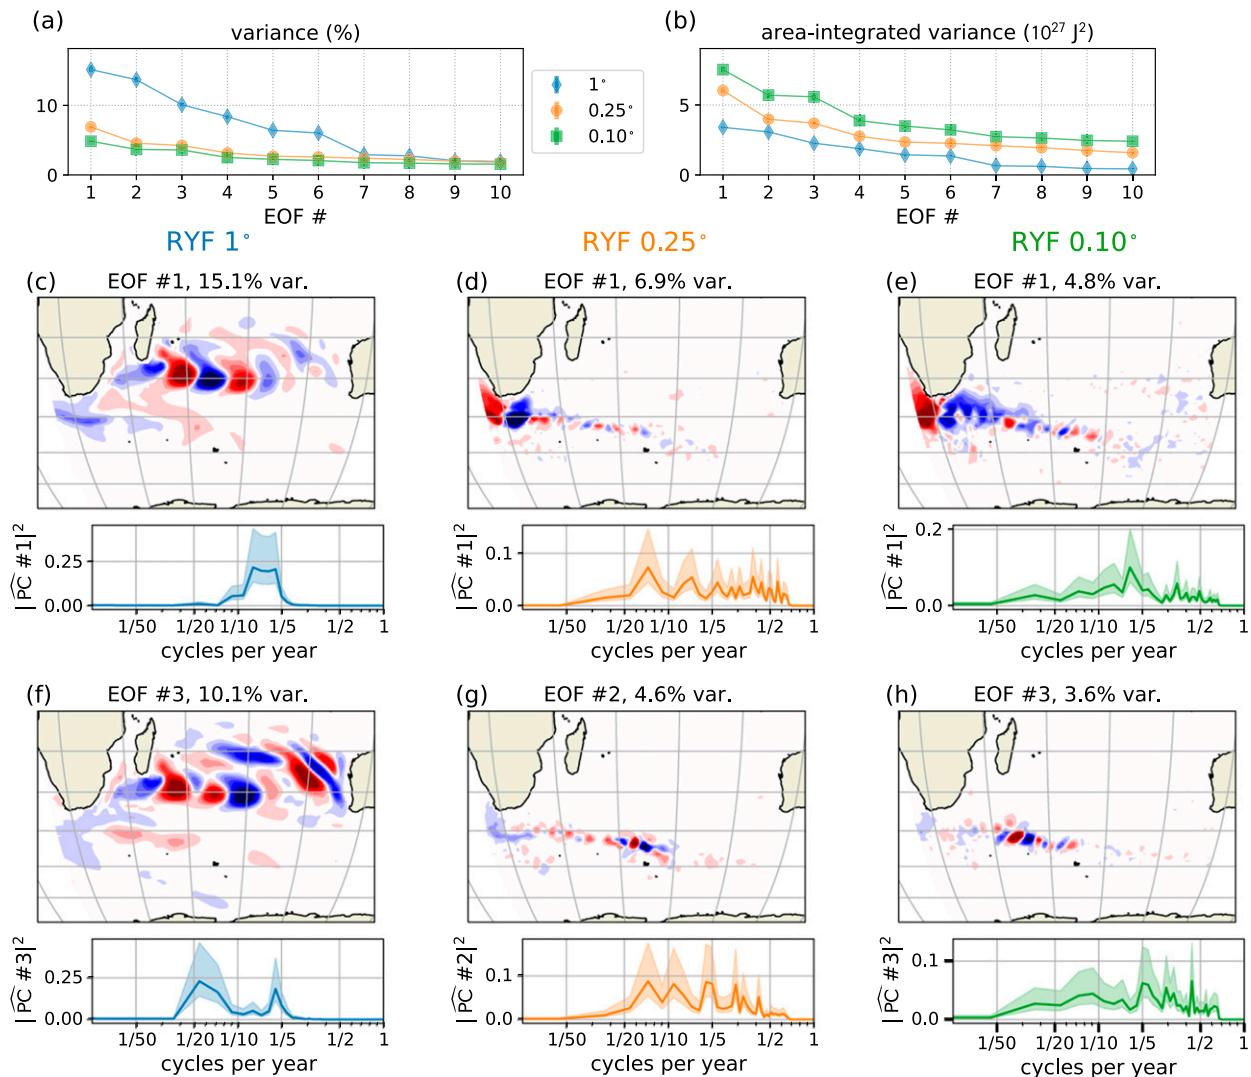 (a)
variance (%)
10
0
1 2 3 4 5 6 7 8 9 10
EOF #
1°
0.25°
0.10°
(b)
area-integrated variance (10²⁷ J²)
5
0
1 2 3 4 5 6 7 8 9 10
EOF #
RYF 1°
RYF 0.25°
RYF 0.10°
(c)
EOF #1, 15.1% var.
(d)
EOF #1, 6.9% var.
(e)
EOF #1, 4.8% var.
|P̂C #1|²
0.25
0.00
1/50 1/20 1/10 1/5 1/2 1
cycles per year
|P̂C #1|²
0.1
0.0
1/50 1/20 1/10 1/5 1/2 1
cycles per year
|P̂C #1|²
0.2
0.0
1/50 1/20 1/10 1/5 1/2 1
cycles per year
(f)
EOF #3, 10.1% var.
(g)
EOF #2, 4.6% var.
(h)
EOF #3, 3.6% var.
|P̂C #3|²
0.25
0.00
1/50 1/20 1/10 1/5 1/2 1
cycles per year
|P̂C #2|²
0.1
0.0
1/50 1/20 1/10 1/5 1/2 1
cycles per year
|P̂C #3|²
0.1
0.0
1/50 1/20 1/10 1/5 1/2 1
cycles per year